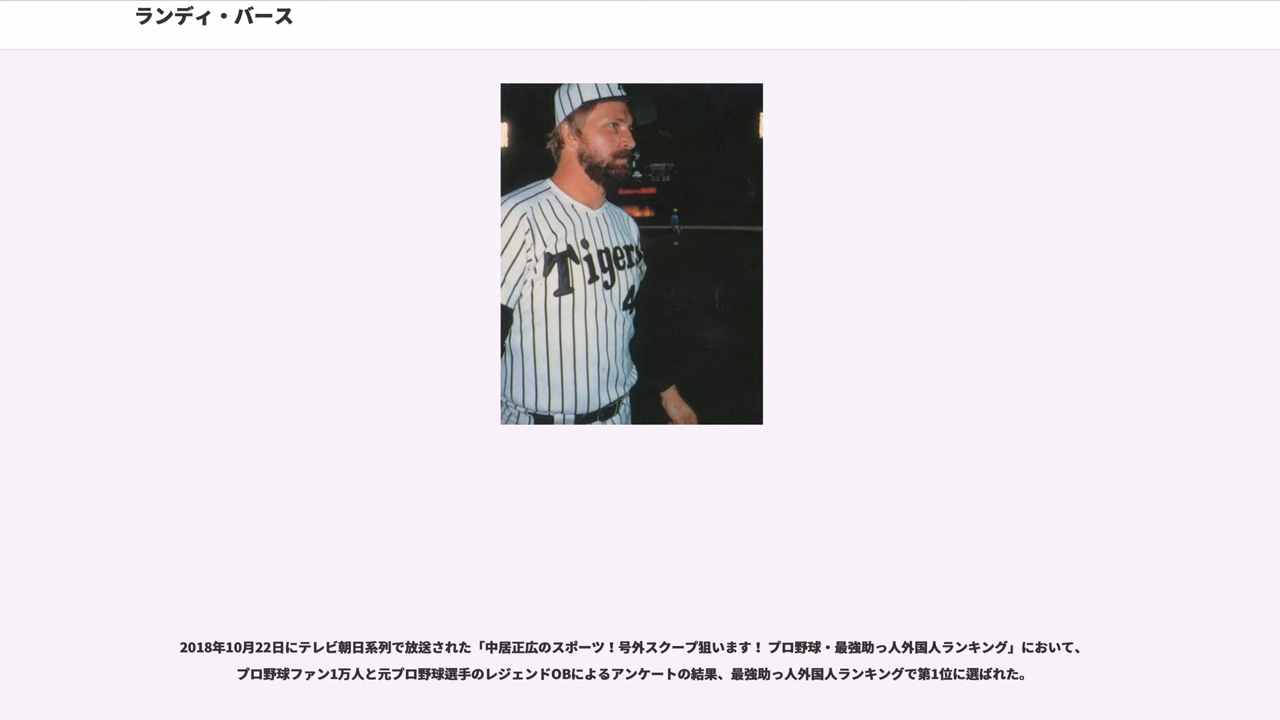 ランディ・バース
Tigers
4
2018年10月22日にテレビ朝日系列で放送された「中居正広のスポーツ！号外スクープ狙います！ プロ野球・最強助っ人外国人ランキング」において、
プロ野球ファン1万人と元プロ野球選手のレジェンドOBによるアンケートの結果、最強助っ人外国人ランキングで第1位に選ばれた。